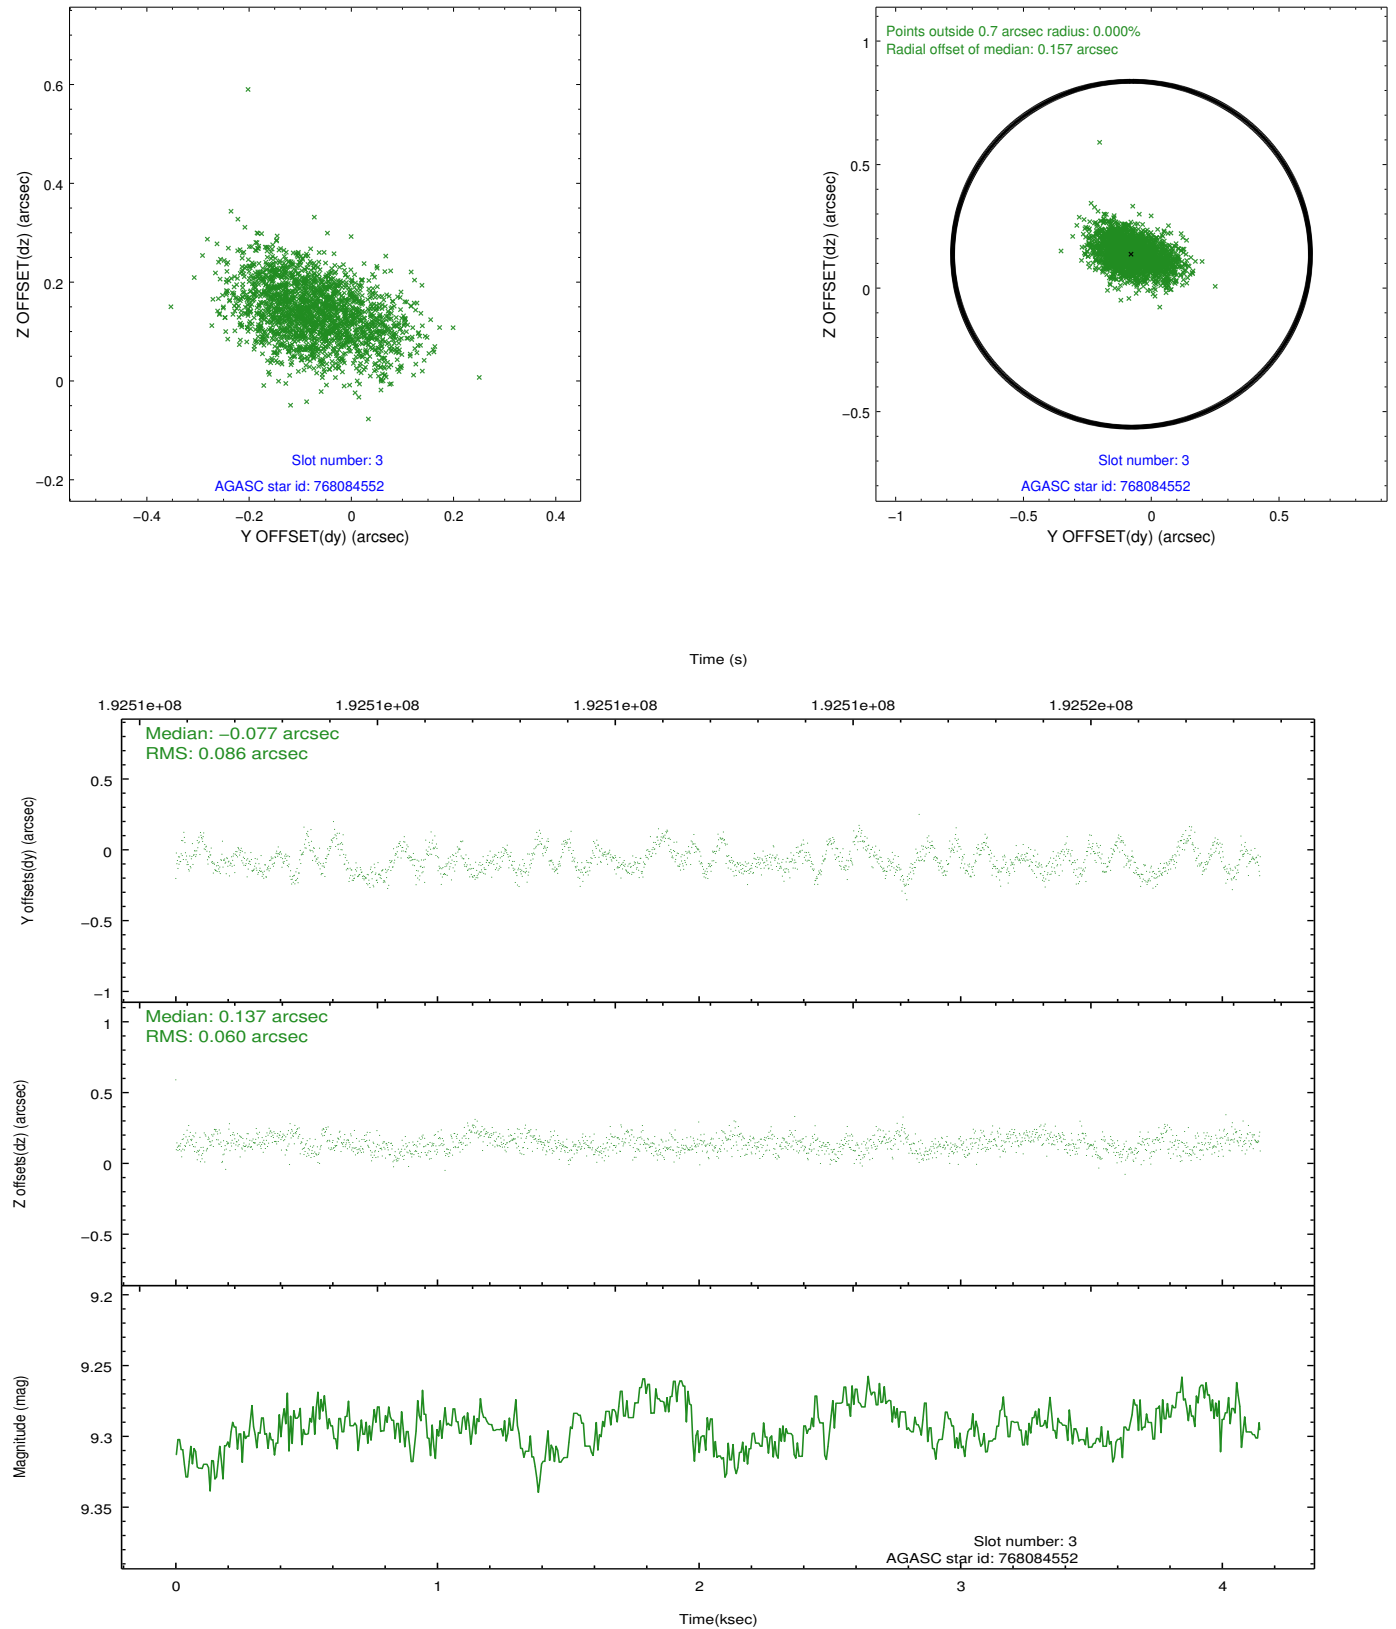 0.6
0.4
0.2
0
−0.2
Z OFFSET(dz) (arcsec)
Slot number: 3
AGASC star id: 768084552
−0.4 −0.2 0 0.2 0.4
Y OFFSET(dy) (arcsec)
Points outside 0.7 arcsec radius: 0.000%
Radial offset of median: 0.157 arcsec
1
0.5
0
−0.5
Z OFFSET(dz) (arcsec)
Slot number: 3
AGASC star id: 768084552
−1 −0.5 0 0.5
Y OFFSET(dy) (arcsec)
Time (s)
1.9251e+08 1.9251e+08 1.9251e+08 1.9251e+08 1.9252e+08
Median: −0.077 arcsec
RMS: 0.086 arcsec
0.5
0
−0.5
−1
Y offsets(dy) (arcsec)
Median: 0.137 arcsec
RMS: 0.060 arcsec
1
0.5
0
−0.5
Z offsets(dz) (arcsec)
9.2
9.25
9.3
9.35
Magnitude (mag)
Slot number: 3
AGASC star id: 768084552
0 1 2 3 4
Time(ksec)